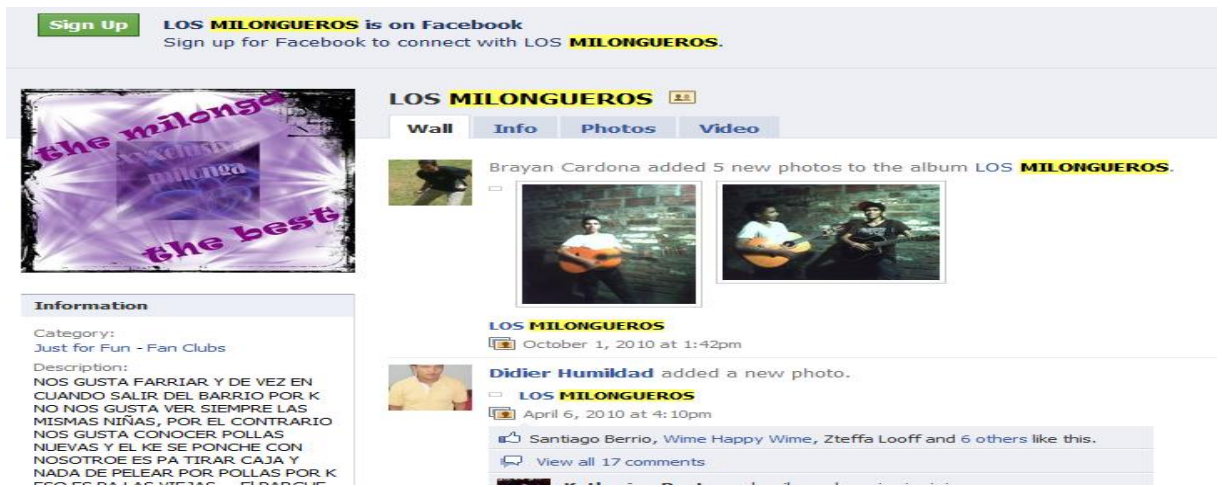 Sign Up
LOS MILONGUEROS is on Facebook
Sign up for Facebook to connect with LOS MILONGUEROS.
the milonga
milonga
the best
LOS MILONGUEROS
Wall Info Photos Video
Brayan Cardona added 5 new photos to the album LOS MILONGUEROS.
LOS MILONGUEROS
October 1, 2010 at 1:42pm
Didier Humildad added a new photo.
LOS MILONGUEROS
April 6, 2010 at 4:10pm
Santiago Berrio, Wime Happy Wime, Zteffa Looff and 6 others like this.
View all 17 comments
Information
Category:
Just for Fun - Fan Clubs
Description:
NOS GUSTA FARRIAR Y DE VEZ EN
CUANDO SALIR DEL BARRIO POR K
NO NOS GUSTA VER SIEMPRE LAS
MISMAS NIÑAS, POR EL CONTRARIO
NOS GUSTA CONOCER POLLAS
NUEVAS Y EL KE SE PONCHE CON
NOSOTROE ES PA TIRAR CAJA Y
NADA DE PELEAR POR POLLAS POR K